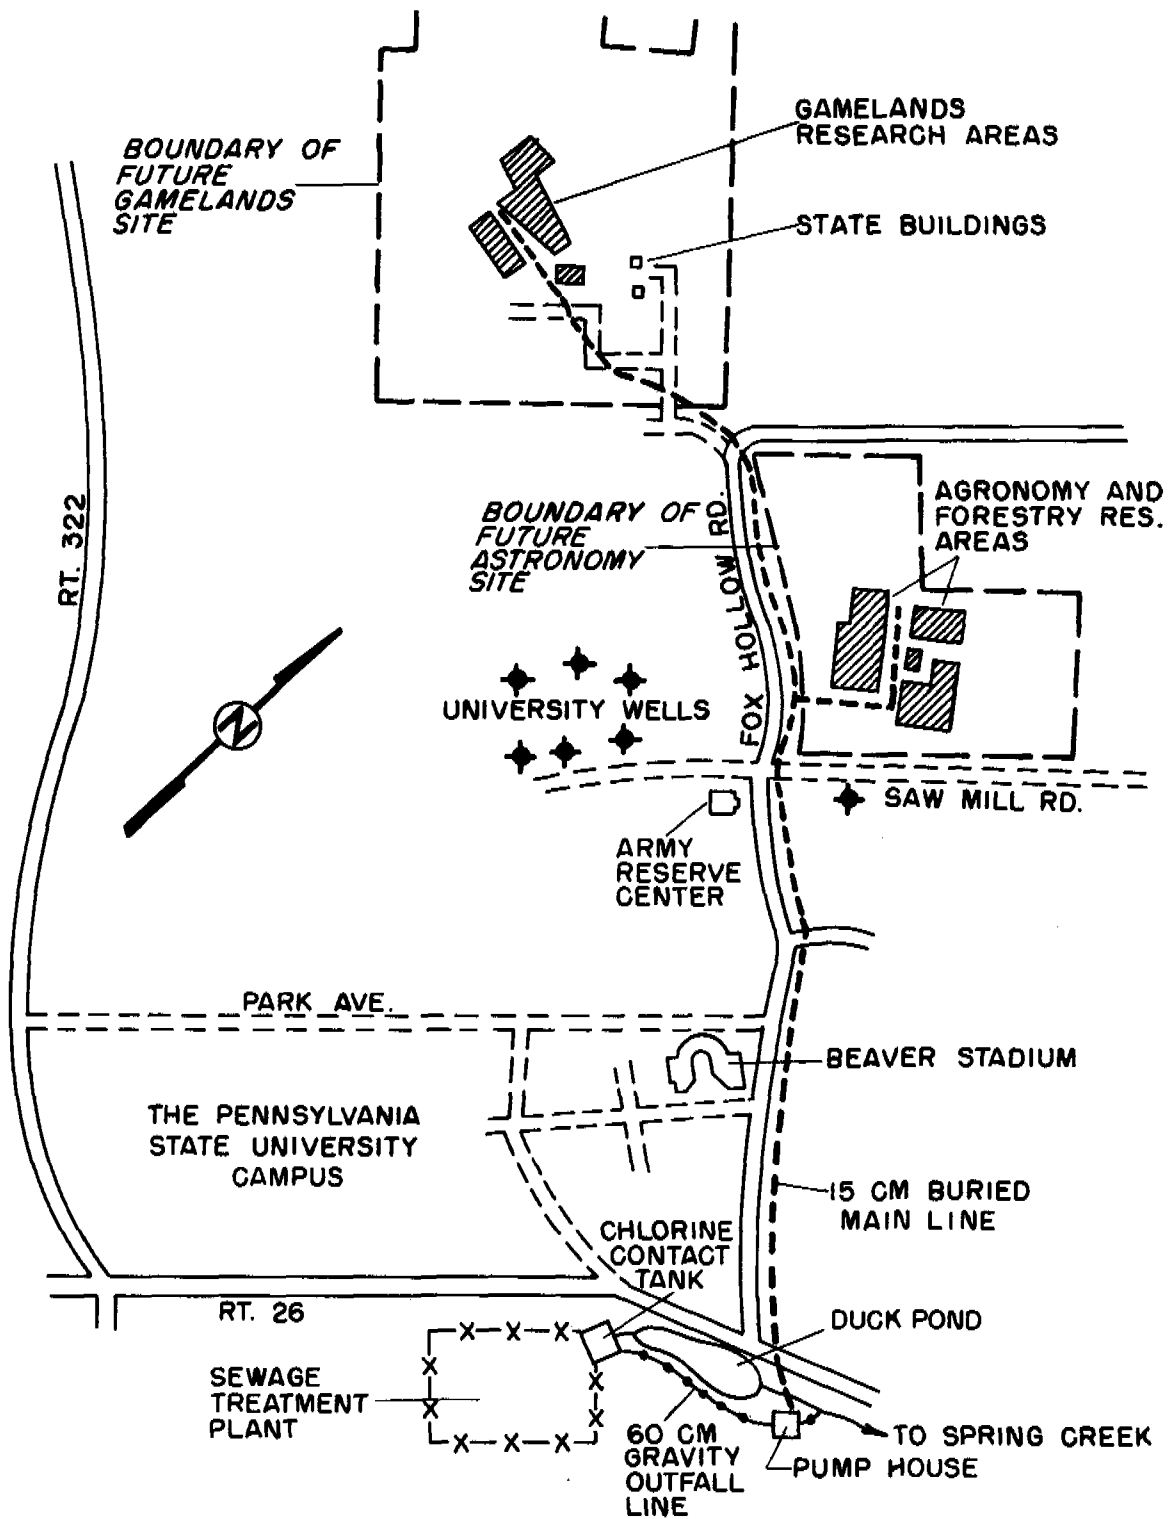 GAMELANDS
RESEARCH AREAS
BOUNDARY OF
FUTURE
GAMELANDS
SITE
STATE BUILDINGS
RT. 322
BOUNDARY OF
FUTURE
ASTRONOMY
SITE
FOX HOLLOW RD.
AGRONOMY AND
FORESTRY RES.
AREAS
N
UNIVERSITY WELLS
SAW MILL RD.
ARMY
RESERVE
CENTER
PARK AVE.
BEAVER STADIUM
THE PENNSYLVANIA
STATE UNIVERSITY
CAMPUS
15 CM BURIED
MAIN LINE
CHLORINE
CONTACT
TANK
RT. 26
DUCK POND
SEWAGE
TREATMENT
PLANT
60 CM
GRAVITY
OUTFALL
LINE
TO SPRING CREEK
PUMP HOUSE